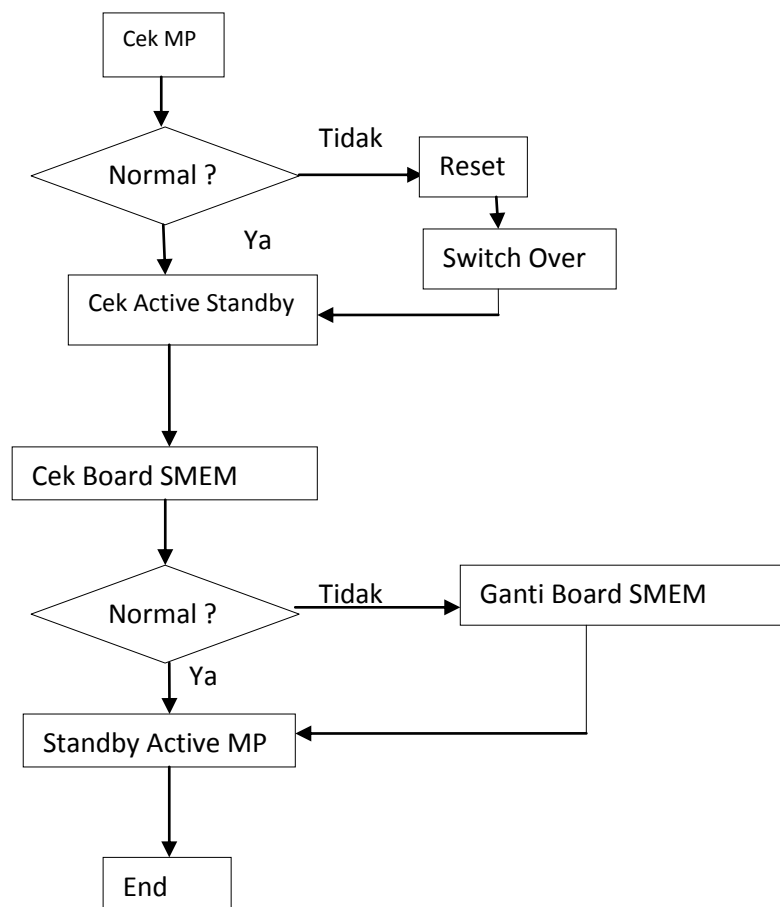 Cek MP
Tidak
Normal ?
Reset
Ya
Switch Over
Cek Active Standby
Cek Board SMEM
Normal ?
Tidak
Ganti Board SMEM
Ya
Standby Active MP
End